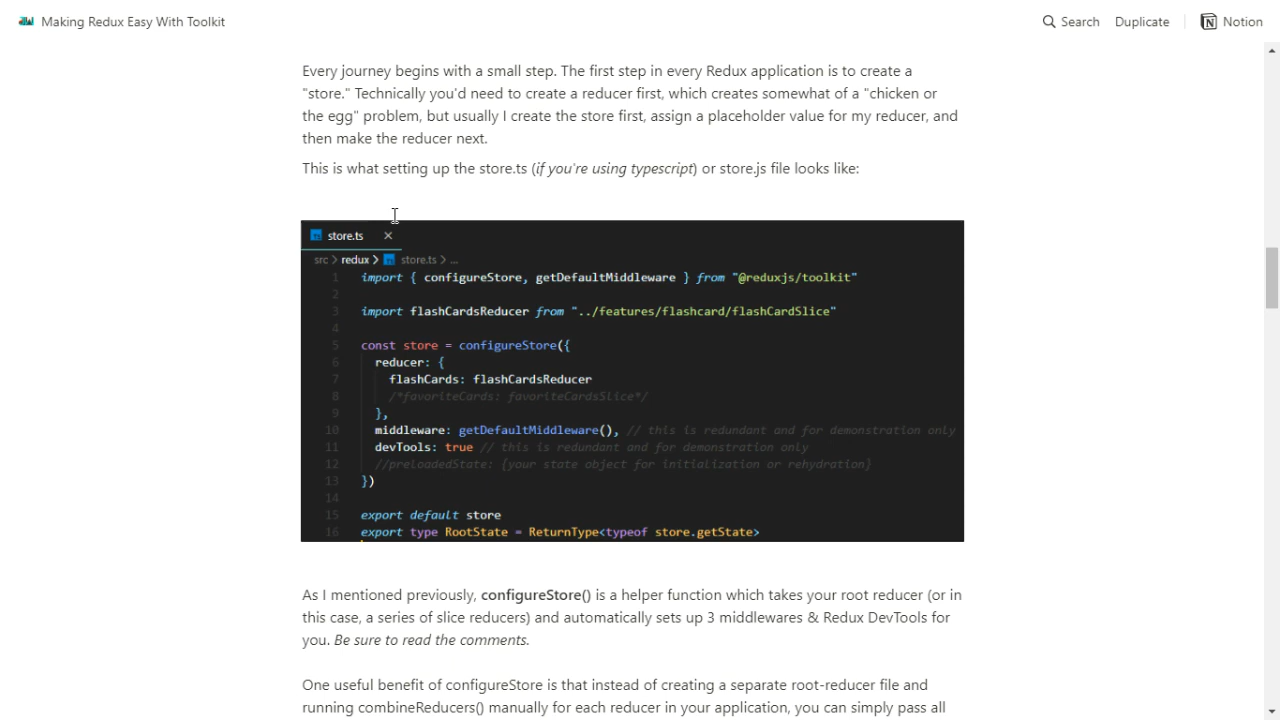 Making Redux Easy With Toolkit
Search
Duplicate
Notion
Every journey begins with a small step. The first step in every Redux application is to create a
"store." Technically you'd need to create a reducer first, which creates somewhat of a "chicken or
the egg" problem, but usually I create the store first, assign a placeholder value for my reducer, and
then make the reducer next.
This is what setting up the store.ts (if you're using typescript) or store.js file looks like:
store.ts
src > redux > store.ts > ...
1 import { configureStore, getDefaultMiddleware } from "@reduxjs/toolkit"
2
3 import flashCardsReducer from "../features/flashcard/flashCardSlice"
4
5 const store = configureStore({
6 reducer: {
7 flashCards: flashCardsReducer
8 /*favoriteCards: favoriteCardsSlice*/
9 },
10 middleware: getDefaultMiddleware(), // this is redundant and for demonstration only
11 devTools: true // this is redundant and for demonstration only
12 //preloadedState: {your state object for initialization or rehydration}
13 })
14
15 export default store
16 export type RootState = ReturnType<typeof store.getState>
As I mentioned previously, configureStore() is a helper function which takes your root reducer (or in
this case, a series of slice reducers) and automatically sets up 3 middlewares & Redux DevTools for
you. Be sure to read the comments.
One useful benefit of configureStore is that instead of creating a separate root-reducer file and
running combineReducers() manually for each reducer in your application, you can simply pass all